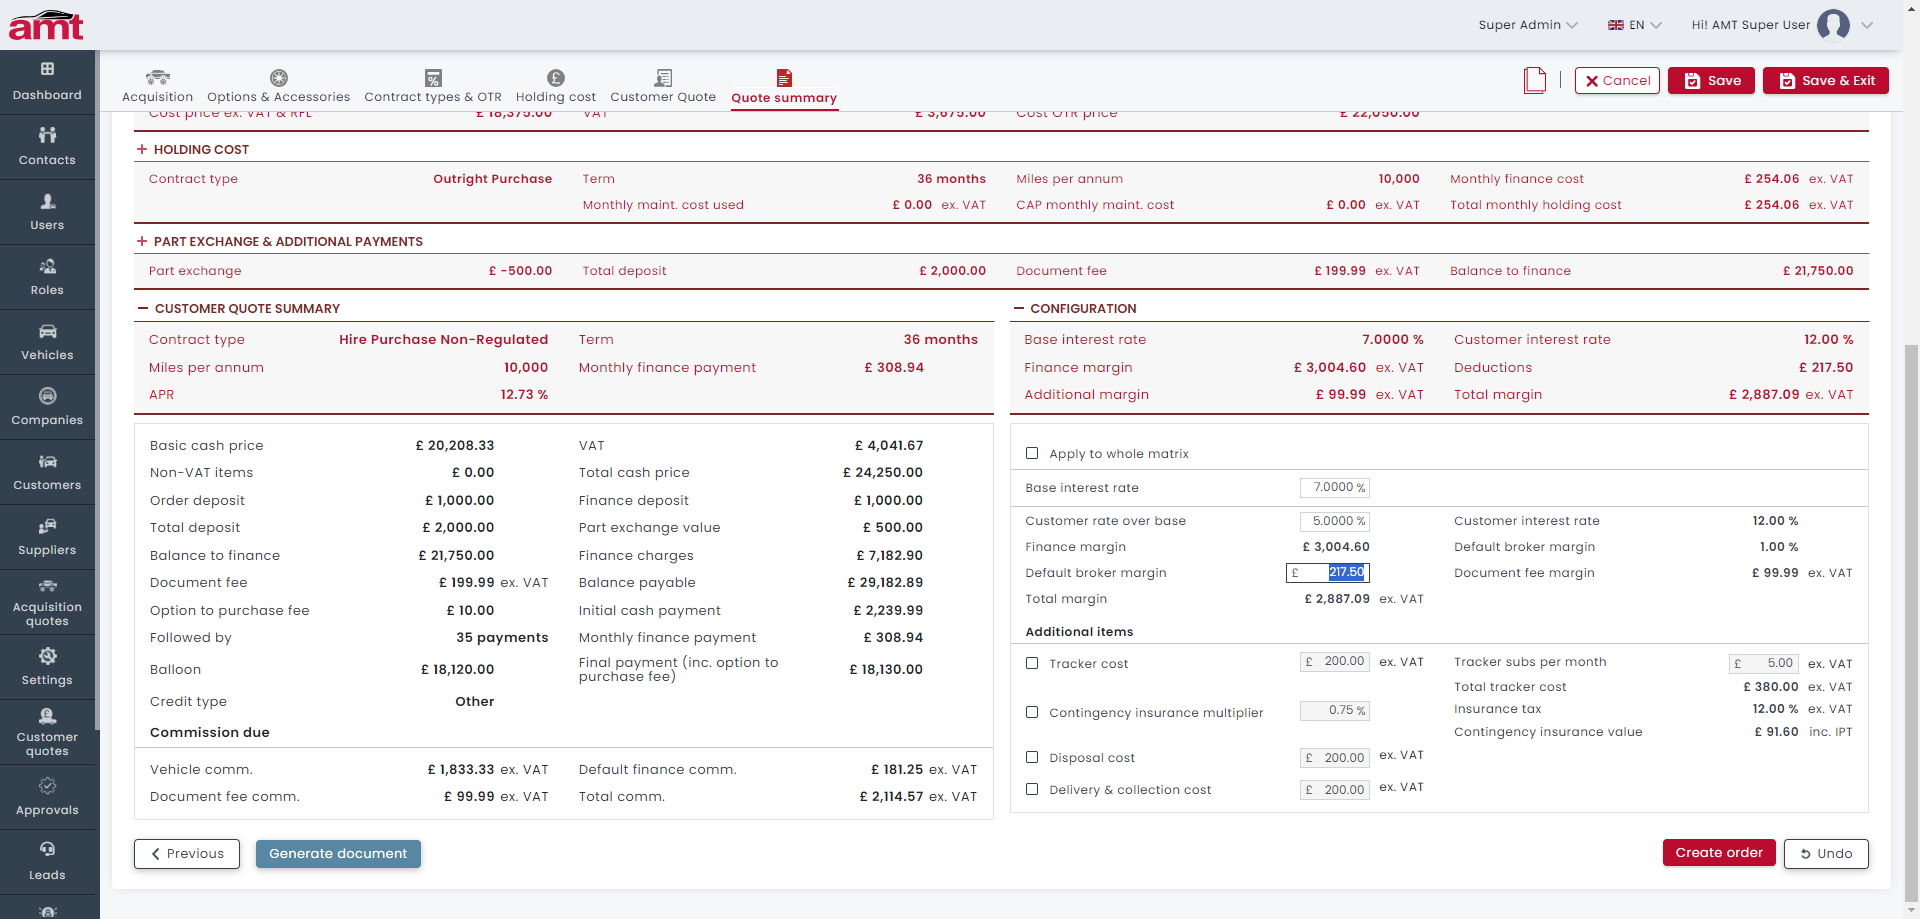 amt
Super Admin
EN
Hi! AMT Super User
Dashboard
Contacts
Users
Roles
Vehicles
Companies
Customers
Suppliers
Acquisition
quotes
Settings
Customer
quotes
Approvals
Leads
Acquisition
Options & Accessories
Contract types & OTR
Holding cost
Customer Quote
Quote summary
Cancel
Save
Save & Exit
Cost price ex. VAT & RFL £ 18,375.00 VAT £ 3,675.00 Cost OTR price £ 22,050.00
+ HOLDING COST
Contract type Outright Purchase Term 36 months Miles per annum 10,000 Monthly finance cost £ 254.06 ex. VAT
Monthly maint. cost used £ 0.00 ex. VAT CAP monthly maint. cost £ 0.00 ex. VAT Total monthly holding cost £ 254.06 ex. VAT
+ PART EXCHANGE & ADDITIONAL PAYMENTS
Part exchange £ -500.00 Total deposit £ 2,000.00 Document fee £ 199.99 ex. VAT Balance to finance £ 21,750.00
− CUSTOMER QUOTE SUMMARY
Contract type Hire Purchase Non-Regulated Term 36 months
Miles per annum 10,000 Monthly finance payment £ 308.94
APR 12.73 %
Basic cash price £ 20,208.33 VAT £ 4,041.67
Non-VAT items £ 0.00 Total cash price £ 24,250.00
Order deposit £ 1,000.00 Finance deposit £ 1,000.00
Total deposit £ 2,000.00 Part exchange value £ 500.00
Balance to finance £ 21,750.00 Finance charges £ 7,182.90
Document fee £ 199.99 ex. VAT Balance payable £ 29,182.89
Option to purchase fee £ 10.00 Initial cash payment £ 2,239.99
Followed by 35 payments Monthly finance payment £ 308.94
Balloon £ 18,120.00 Final payment (inc. option to purchase fee) £ 18,130.00
Credit type Other
Commission due
Vehicle comm. £ 1,833.33 ex. VAT Default finance comm. £ 181.25 ex. VAT
Document fee comm. £ 99.99 ex. VAT Total comm. £ 2,114.57 ex. VAT
− CONFIGURATION
Base interest rate 7.0000 % Customer interest rate 12.00 %
Finance margin £ 3,004.60 ex. VAT Deductions £ 217.50
Additional margin £ 99.99 ex. VAT Total margin £ 2,887.09 ex. VAT
Apply to whole matrix
Base interest rate 7.0000 %
Customer rate over base 5.0000 % Customer interest rate 12.00 %
Finance margin £ 3,004.60 Default broker margin 1.00 %
Default broker margin £ 217.50 Document fee margin £ 99.99 ex. VAT
Total margin £ 2,887.09 ex. VAT
Additional items
Tracker cost £ 200.00 ex. VAT Tracker subs per month £ 5.00 ex. VAT
Total tracker cost £ 380.00 ex. VAT
Contingency insurance multiplier 0.75 % Insurance tax 12.00 % ex. VAT
Contingency insurance value £ 91.60 inc. IPT
Disposal cost £ 200.00 ex. VAT
Delivery & collection cost £ 200.00 ex. VAT
Previous
Generate document
Create order
Undo